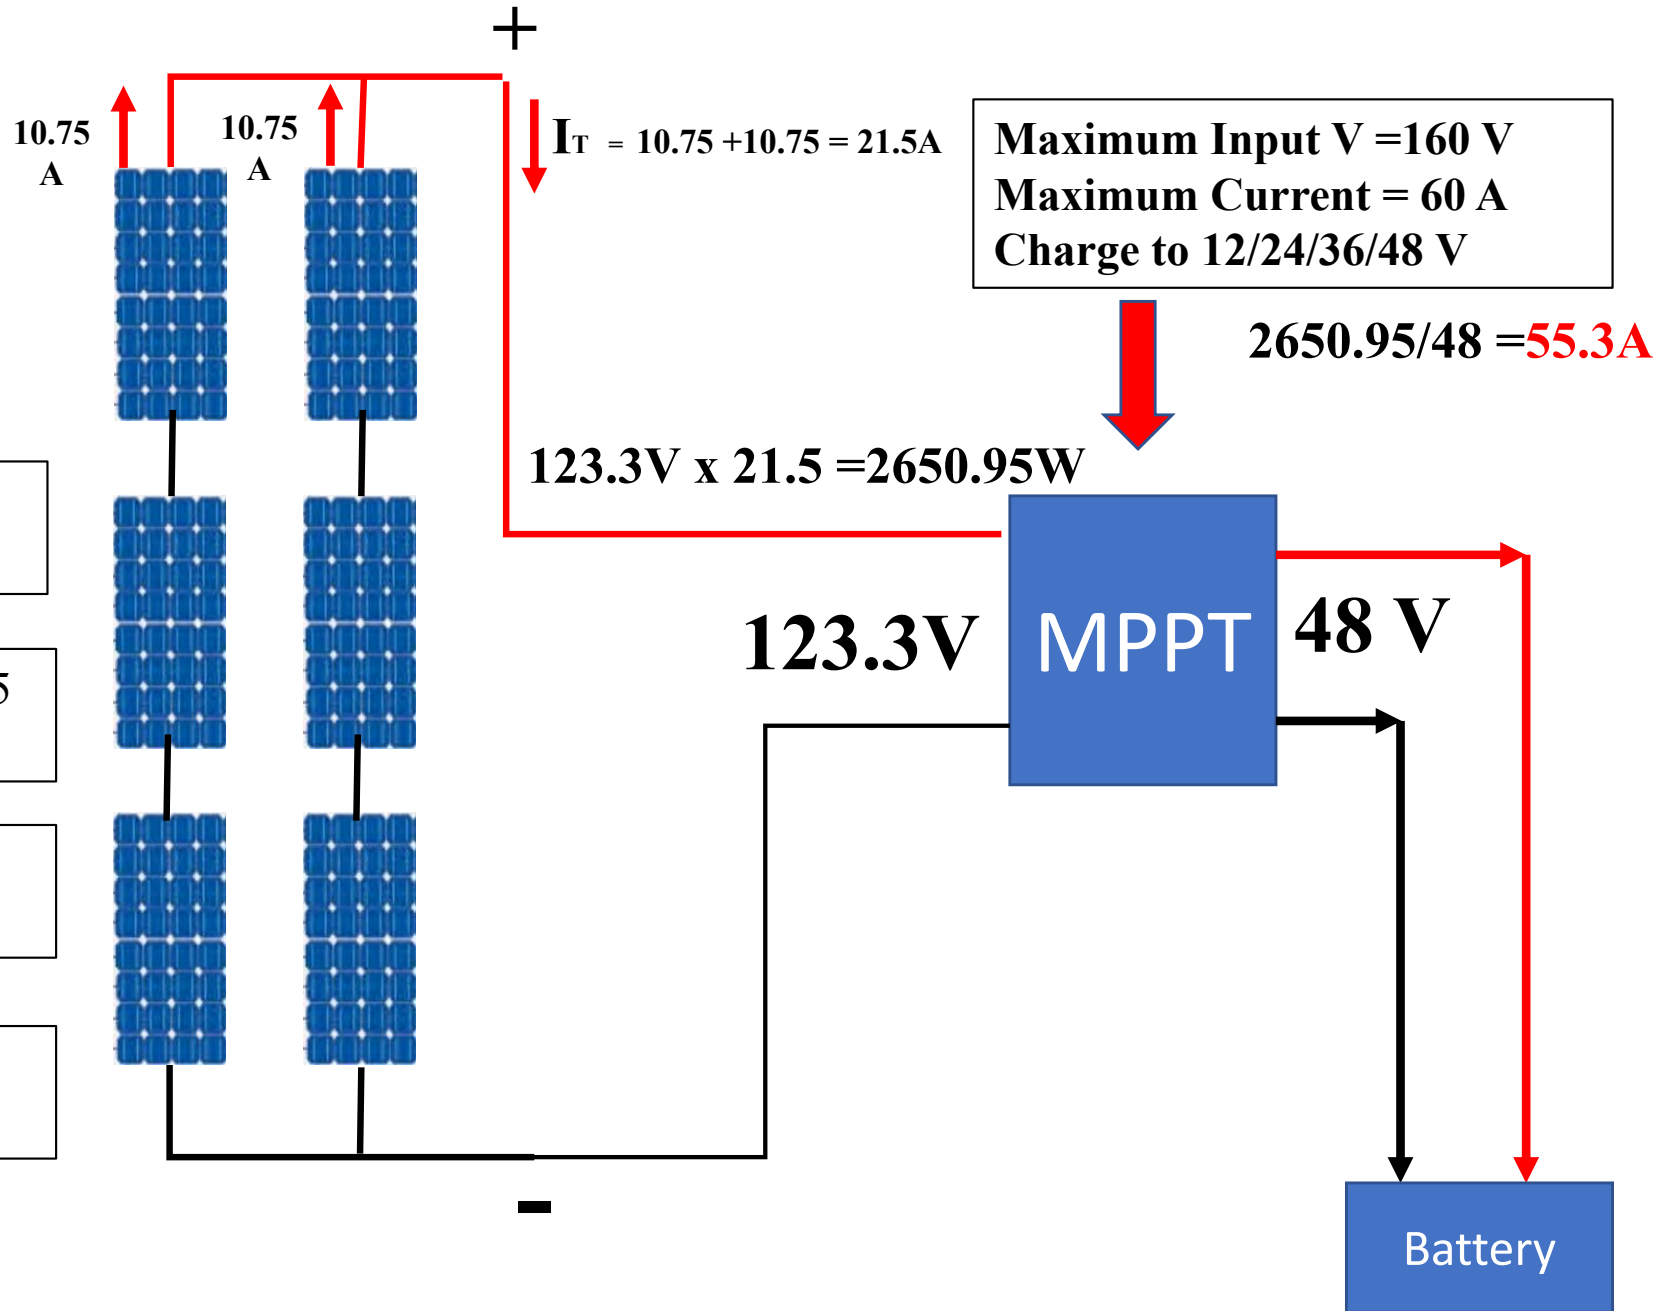 +
10.75
A
10.75
A
IT = 10.75 +10.75 = 21.5A
Maximum Input V =160 V
Maximum Current = 60 A
Charge to 12/24/36/48 V
2650.95/48 =55.3A
123.3V x 21.5 =2650.95W
123.3V
MPPT
48 V
5
-
Battery